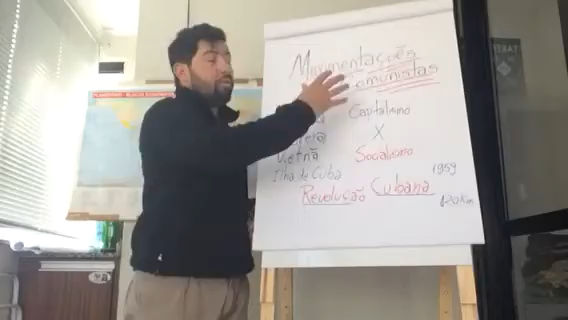 Movimentações
Comunistas
Capitalismo
X
Vietnã
Socialismo
Ilha de Cuba
1959
Revolução Cubana
120 Km